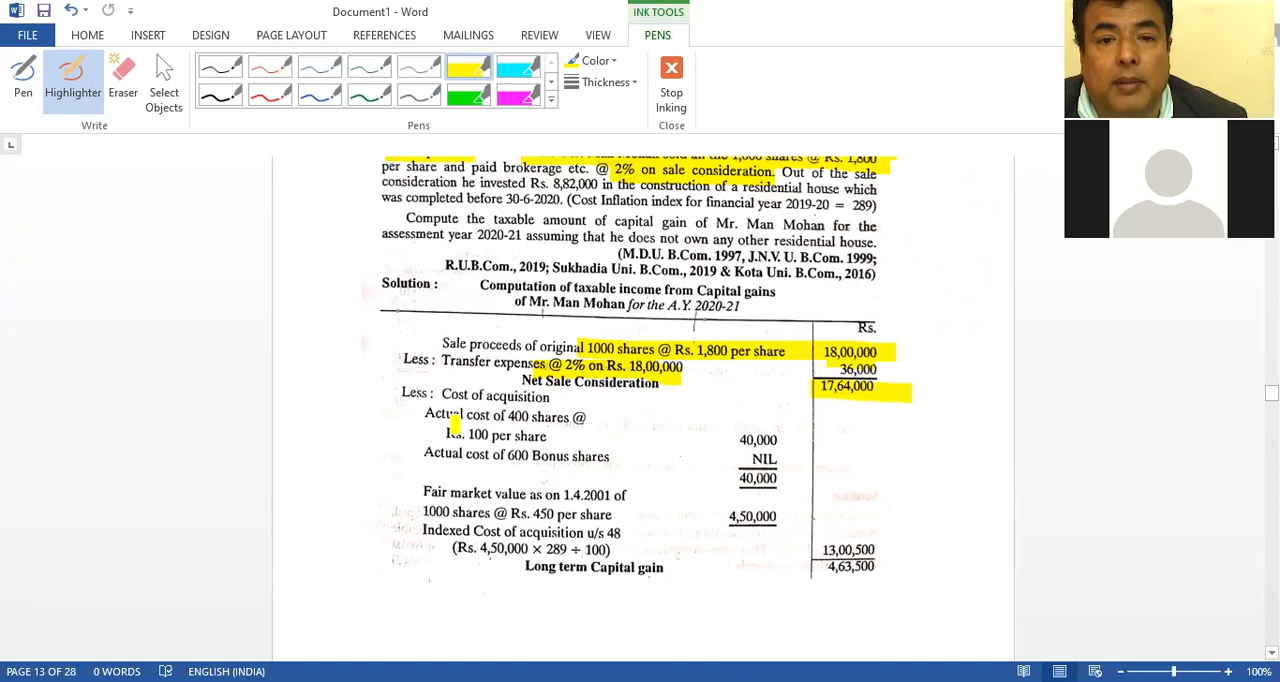 Document1 - Word
INK TOOLS
FILE
HOME
INSERT
DESIGN
PAGE LAYOUT
REFERENCES
MAILINGS
REVIEW
VIEW
PENS
Pen
Highlighter
Eraser
Select
Objects
Color
Thickness
Stop
Inking
Write
Pens
Close
sold all the 1,000 shares @ Rs. 1,800
per share and paid brokerage etc. @ 2% on sale consideration. Out of the sale
consideration he invested Rs. 8,82,000 in the construction of a residential house which
was completed before 30-6-2020. (Cost Inflation index for financial year 2019-20 = 289)
Compute the taxable amount of capital gain of Mr. Man Mohan for the
assessment year 2020-21 assuming that he does not own any other residential house.
(M.D.U. B.Com. 1997, J.N.V. U. B.Com. 1999;
R.U.B.Com., 2019; Sukhadia Uni. B.Com., 2019 & Kota Uni. B.Com., 2016)
Solution : Computation of taxable income from Capital gains
of Mr. Man Mohan for the A.Y. 2020-21
Rs.
Sale proceeds of original 1000 shares @ Rs. 1,800 per share 18,00,000
Less : Transfer expenses @ 2% on Rs. 18,00,000 36,000
Net Sale Consideration 17,64,000
Less : Cost of acquisition
Actual cost of 400 shares @
Rs. 100 per share 40,000
Actual cost of 600 Bonus shares NIL
40,000
Fair market value as on 1.4.2001 of
1000 shares @ Rs. 450 per share 4,50,000
Indexed Cost of acquisition u/s 48
(Rs. 4,50,000 × 289 ÷ 100) 13,00,500
Long term Capital gain 4,63,500
PAGE 13 OF 28
0 WORDS
ENGLISH (INDIA)
100%